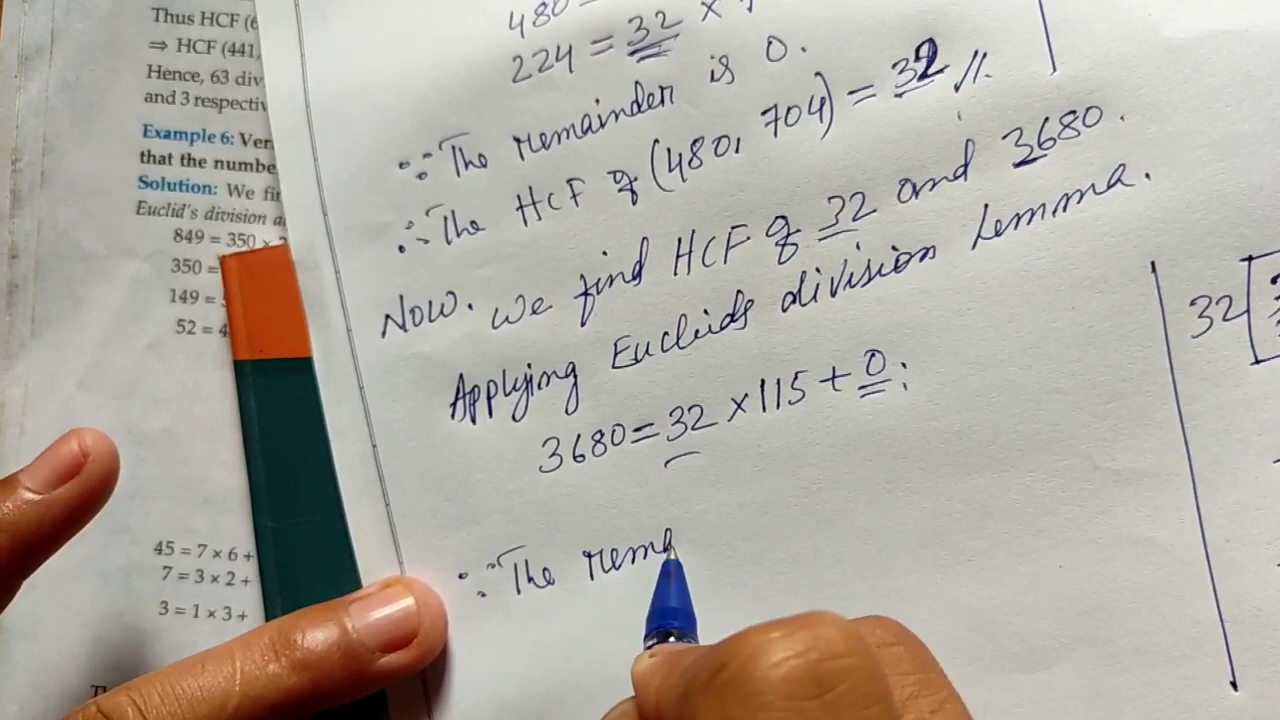 Thus HCF (6
⇒ HCF (441,
Hence, 63 div
and 3 respectiv
Example 6: Ver
that the numbe
Solution: We fin
Euclid's division a
849 = 350 ×
350 =
149 =
52 = 4
45 = 7 × 6 +
7 = 3 × 2 +
3 = 1 × 3 +
480 =
224 = 32 ×
∵ The remainder is 0.
∴ The HCF of (480, 704) = 32 //.
Now. we find HCF of 32 and 3680.
Applying Euclids division Lemma.
3680 = 32 × 115 + 0 :
∵ The rema
32